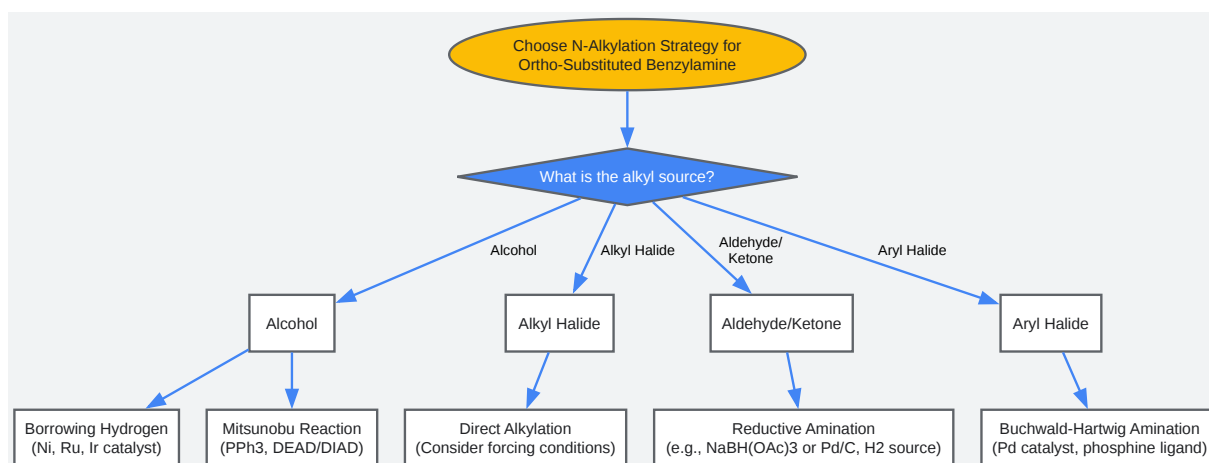 Choose N-Alkylation Strategy for
Ortho-Substituted Benzylamine
What is the alkyl source?
Alcohol
Alkyl Halide
Aldehyde/
Ketone
Aryl Halide
Alcohol
Alkyl Halide
Aldehyde/Ketone
Aryl Halide
Borrowing Hydrogen
(Ni, Ru, Ir catalyst)
Mitsunobu Reaction
(PPh3, DEAD/DIAD)
Direct Alkylation
(Consider forcing conditions)
Reductive Amination
(e.g., NaBH(OAc)3 or Pd/C, H2 source)
Buchwald-Hartwig Amination
(Pd catalyst, phosphine ligand)